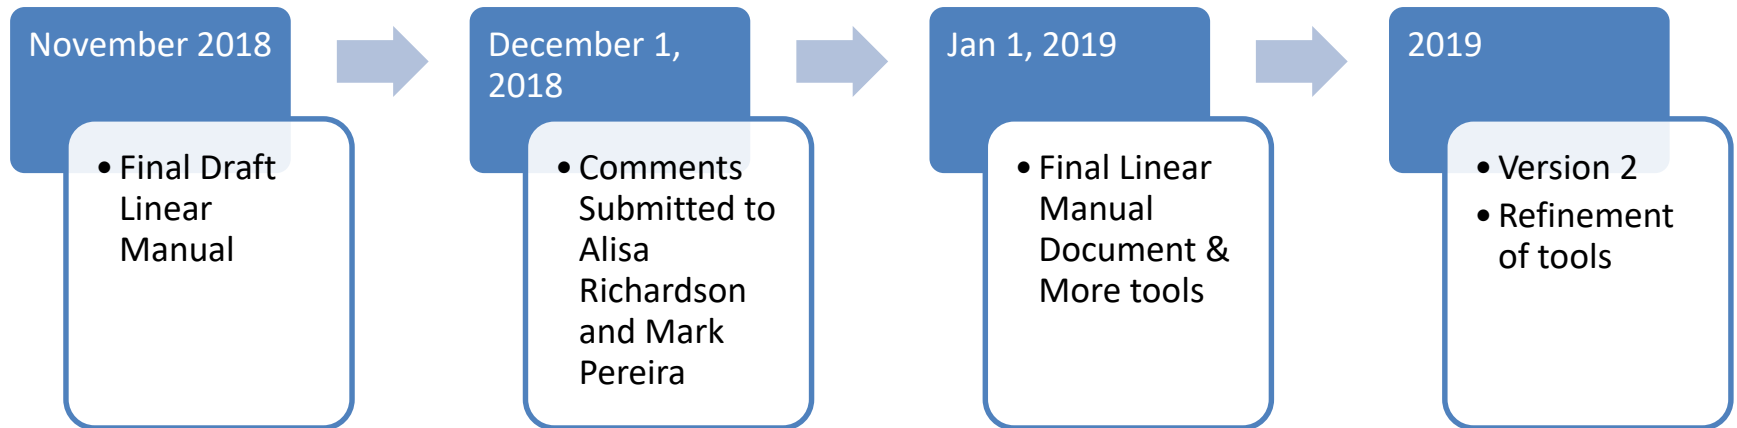 November 2018
• Final Draft
Linear
Manual
December 1,
2018
• Comments
Submitted to
Alisa
Richardson
and Mark
Pereira
Jan 1, 2019
• Final Linear
Manual
Document &
More tools
2019
• Version 2
• Refinement
of tools